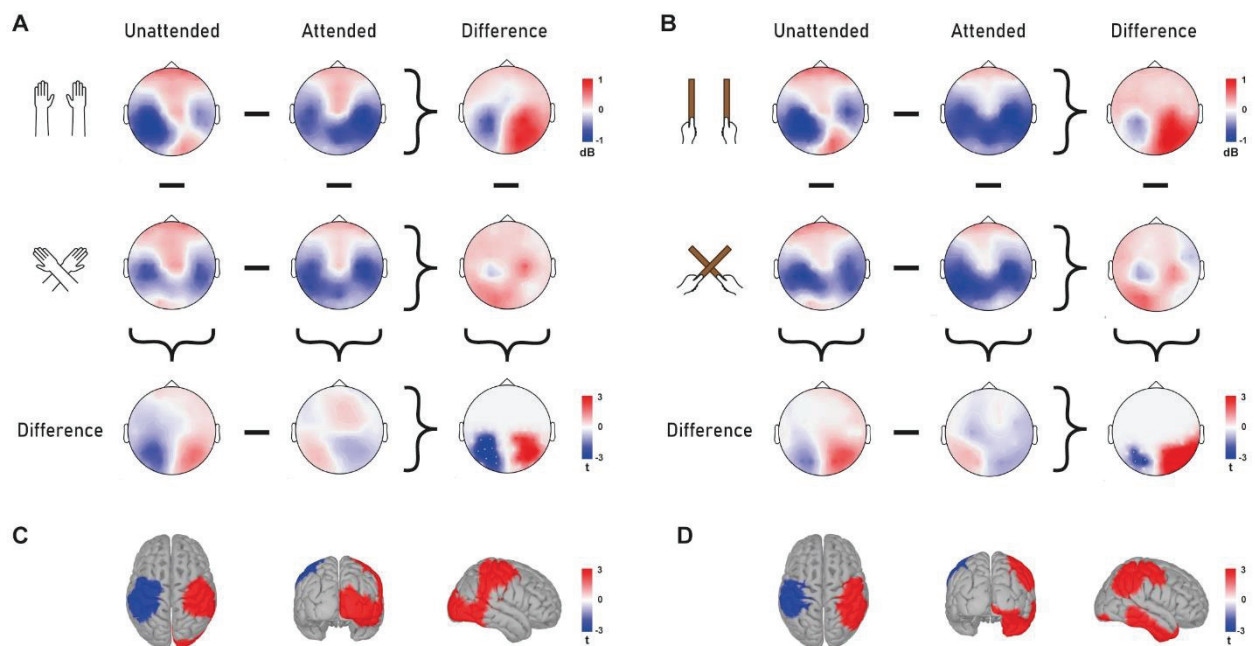 A
Unattended
Attended
Difference
1
0
-1
dB
Difference
3
0
-3
t
B
Unattended
Attended
Difference
1
0
-1
dB
Difference
3
0
-3
t
C
3
0
-3
t
D
3
0
-3
t